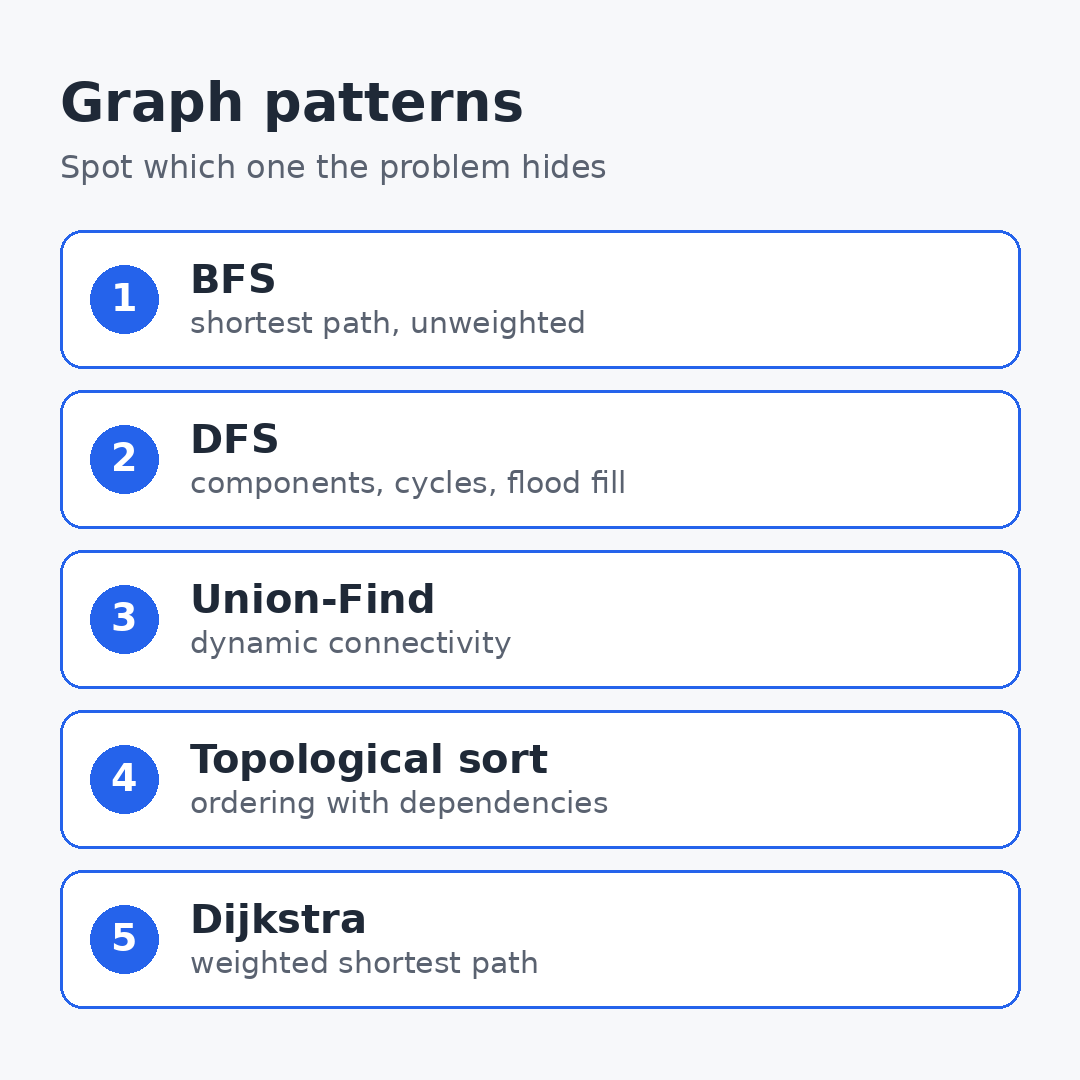 Graph patterns
Spot which one the problem hides
1
BFS
shortest path, unweighted
2
DFS
components, cycles, flood fill
3
Union-Find
dynamic connectivity
4
Topological sort
ordering with dependencies
5
Dijkstra
weighted shortest path